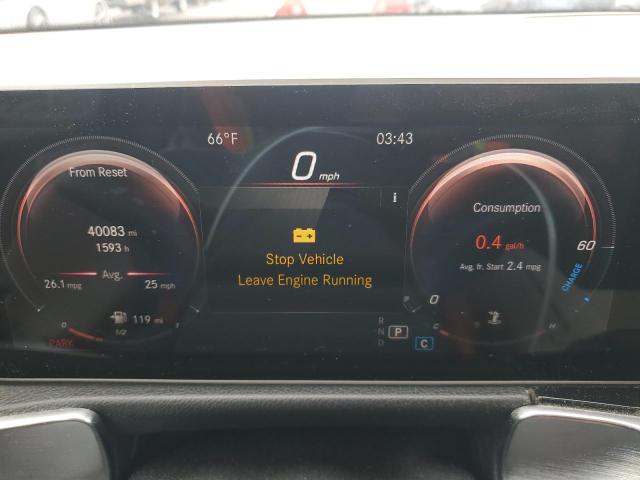 66°F
03:43
0 mph
From Reset
40083 mi
1593 h
Avg.
26.1 mpg
25 mph
119 mi
0
1/2
PARK
i
Stop Vehicle
Leave Engine Running
Consumption
0.4 gal/h
Avg. fr. Start 2.4 mpg
60
CHARGE
P
0
C
H
R
N
D
P
C